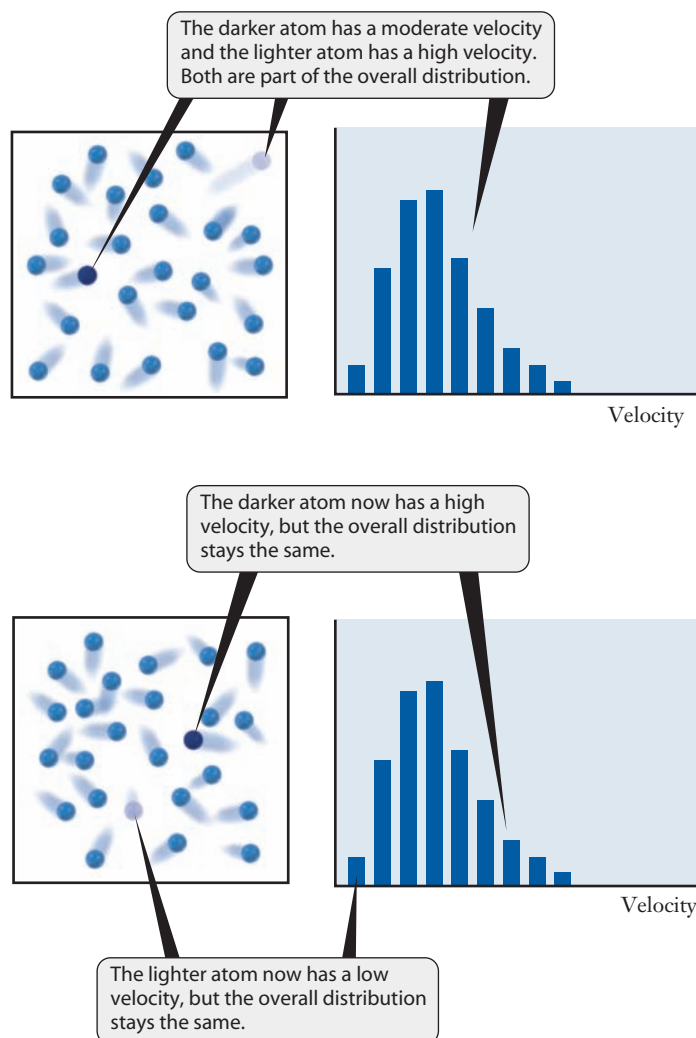 The darker atom has a moderate velocity
and the lighter atom has a high velocity.
Both are part of the overall distribution.
Velocity
The darker atom now has a high
velocity, but the overall distribution
stays the same.
Velocity
The lighter atom now has a low
velocity, but the overall distribution
stays the same.